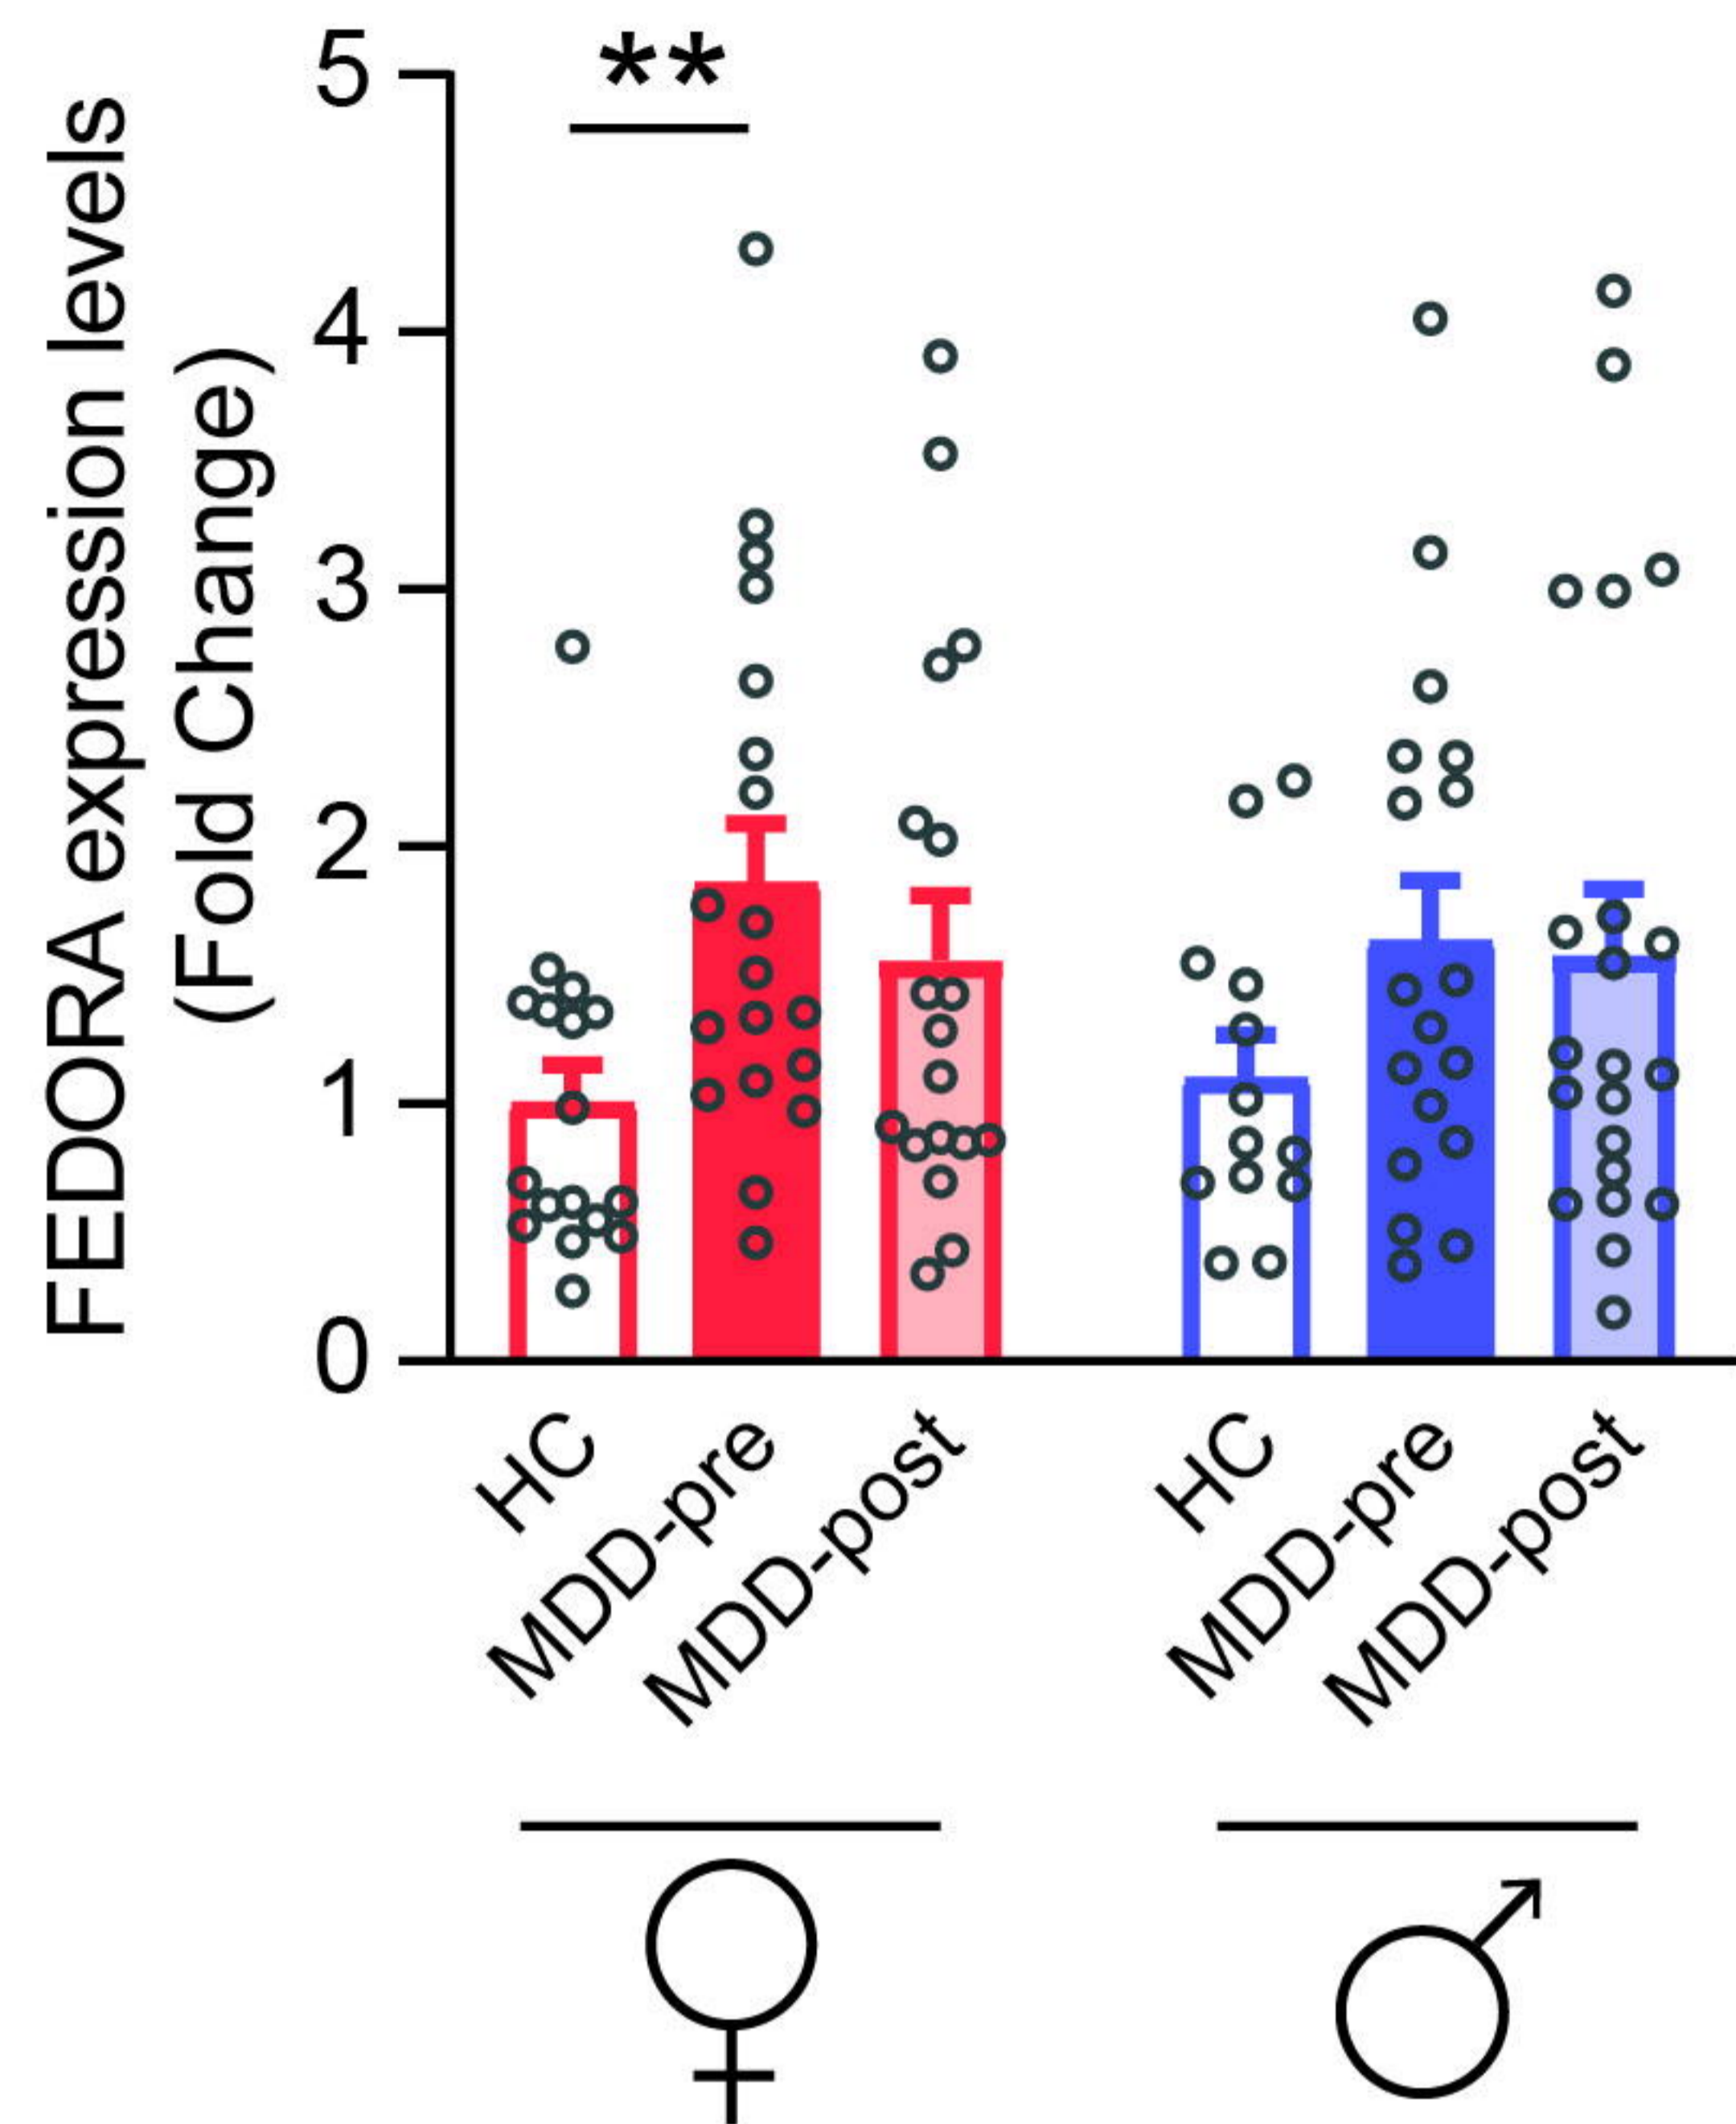 FEDORA expression levels
(Fold Change)
5
4
3
2
1
0
**
HC
MDD-pre
MDD-post
HC
MDD-pre
MDD-post
♀
♂